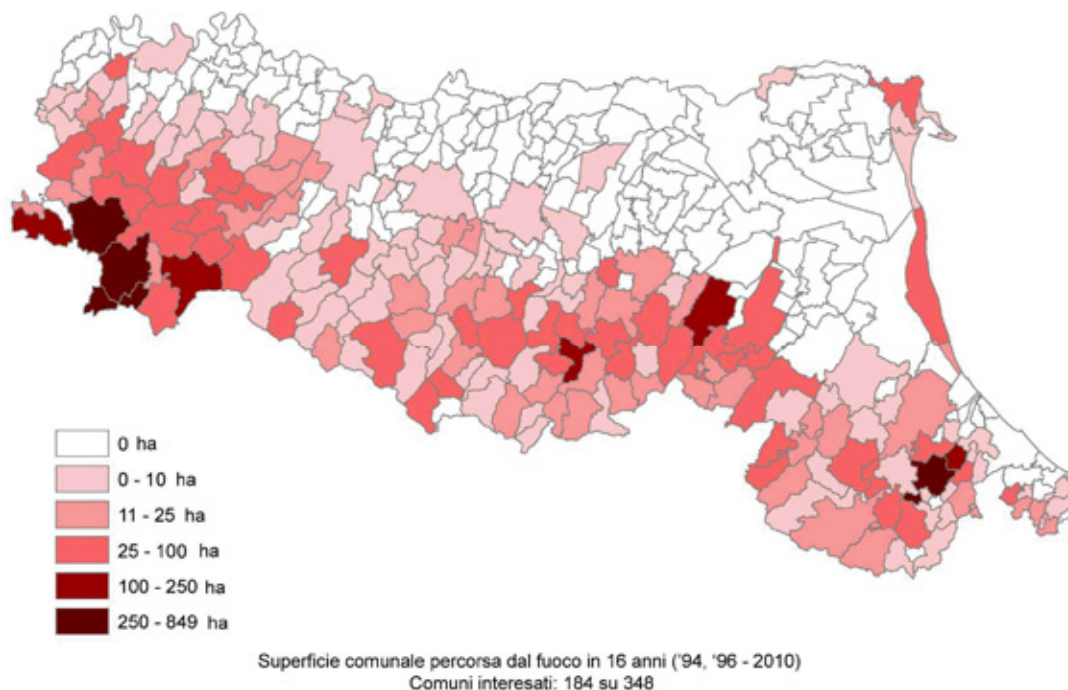 0 ha
0 - 10 ha
11 - 25 ha
25 - 100 ha
100 - 250 ha
250 - 849 ha
Superficie comunale percorsa dal fuoco in 16 anni ('94, '96 - 2010)
Comuni interesati: 184 su 348